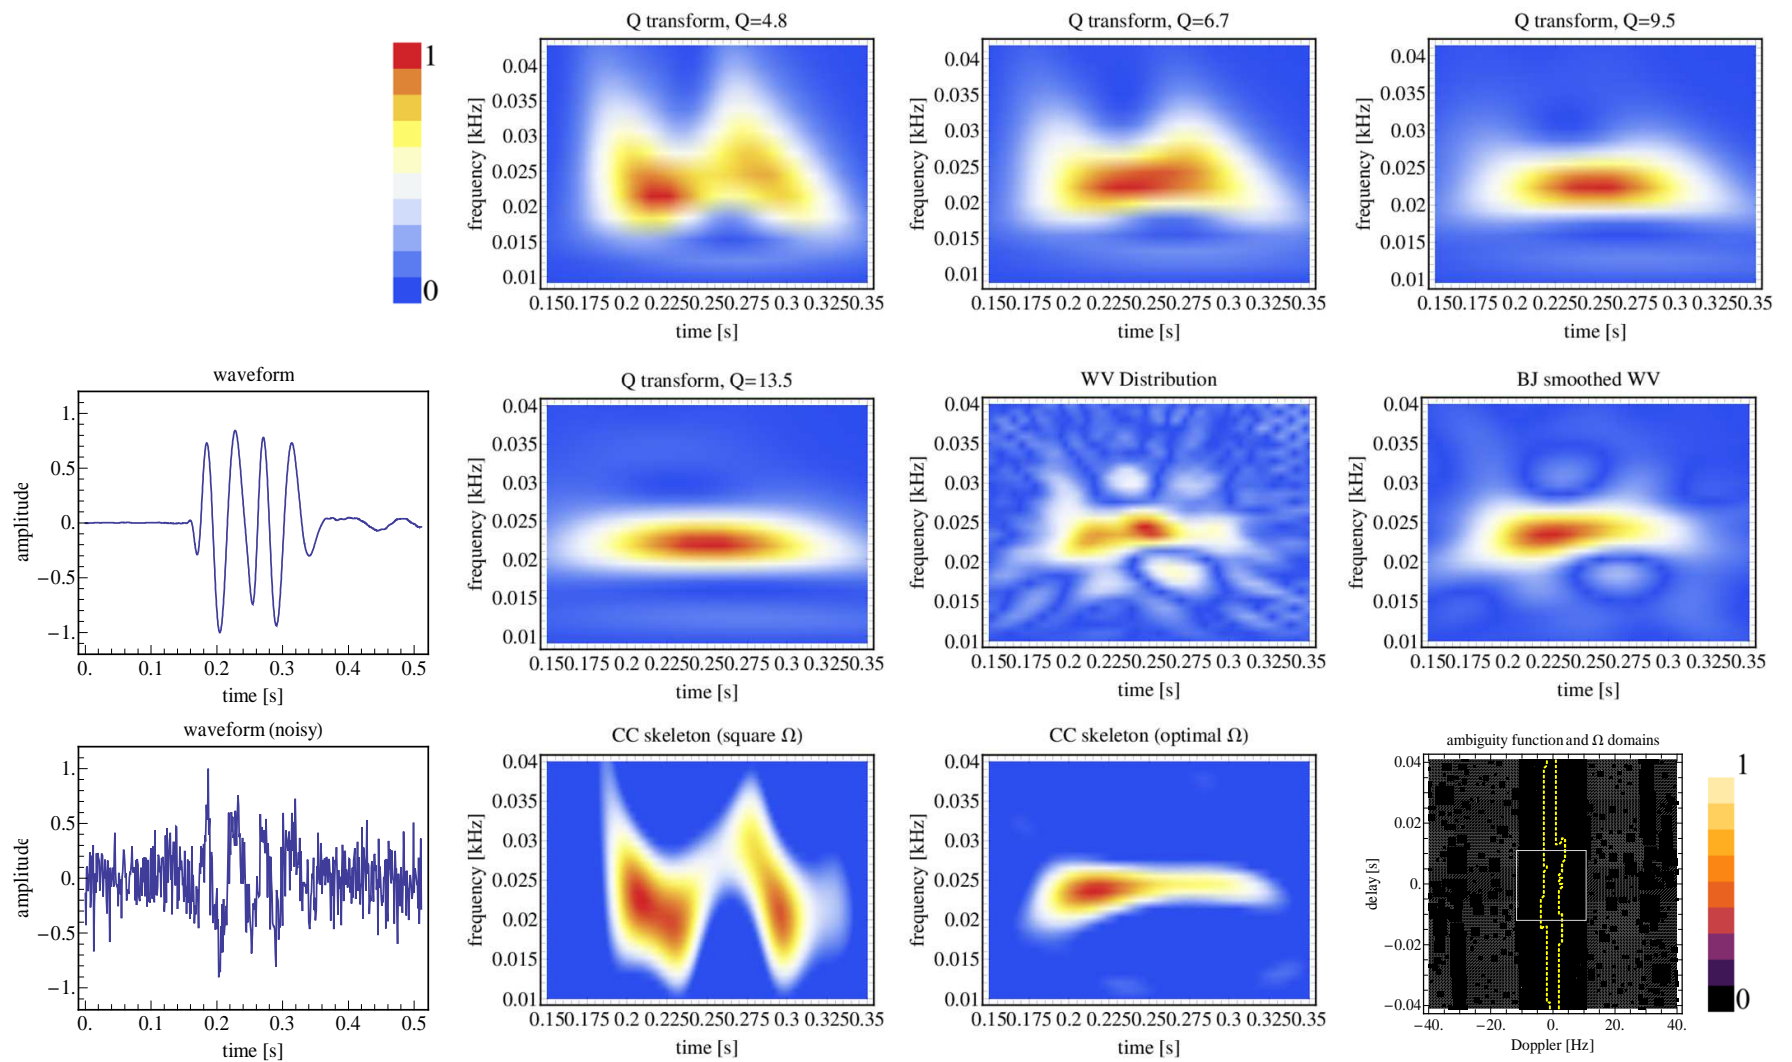 Q transform, Q=4.8
Q transform, Q=6.7
Q transform, Q=9.5
1
0
frequency [kHz]
0.04
0.035
0.03
0.025
0.02
0.015
0.01
0.150.175 0.2 0.2250.250.275 0.3 0.3250.35
time [s]
frequency [kHz]
0.04
0.035
0.03
0.025
0.02
0.015
0.01
0.150.175 0.2 0.2250.250.275 0.3 0.3250.35
time [s]
frequency [kHz]
0.04
0.035
0.03
0.025
0.02
0.015
0.01
0.150.175 0.2 0.2250.250.275 0.3 0.3250.35
time [s]
waveform
amplitude
1.
0.5
0.
−0.5
−1.
0. 0.1 0.2 0.3 0.4 0.5
time [s]
Q transform, Q=13.5
frequency [kHz]
0.04
0.035
0.03
0.025
0.02
0.015
0.01
0.150.175 0.2 0.2250.250.275 0.3 0.3250.35
time [s]
WV Distribution
frequency [kHz]
0.04
0.035
0.03
0.025
0.02
0.015
0.01
0.150.175 0.2 0.2250.250.275 0.3 0.3250.35
time [s]
BJ smoothed WV
frequency [kHz]
0.04
0.035
0.03
0.025
0.02
0.015
0.01
0.150.175 0.2 0.2250.250.275 0.3 0.3250.35
time [s]
waveform (noisy)
amplitude
1.
0.5
0.
−0.5
−1.
0. 0.1 0.2 0.3 0.4 0.5
time [s]
CC skeleton (square Ω)
frequency [kHz]
0.04
0.035
0.03
0.025
0.02
0.015
0.01
0.150.175 0.2 0.2250.250.275 0.3 0.3250.35
time [s]
CC skeleton (optimal Ω)
frequency [kHz]
0.04
0.035
0.03
0.025
0.02
0.015
0.01
0.150.175 0.2 0.2250.250.275 0.3 0.3250.35
time [s]
ambiguity function and Ω domains
delay [s]
0.04
0.02
0.
−0.02
−0.04
−40. −20. 0. 20. 40.
Doppler [Hz]
1
0